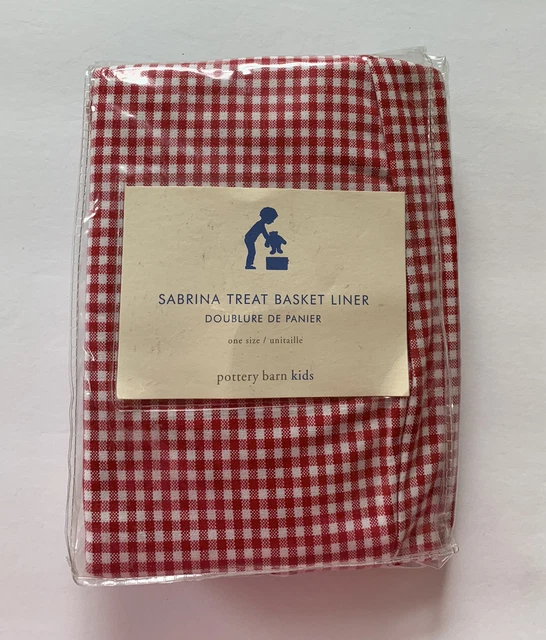 SABRINA TREAT BASKET LINER
DOUBLURE DE PANIER
one size / unitaille
pottery barn kids